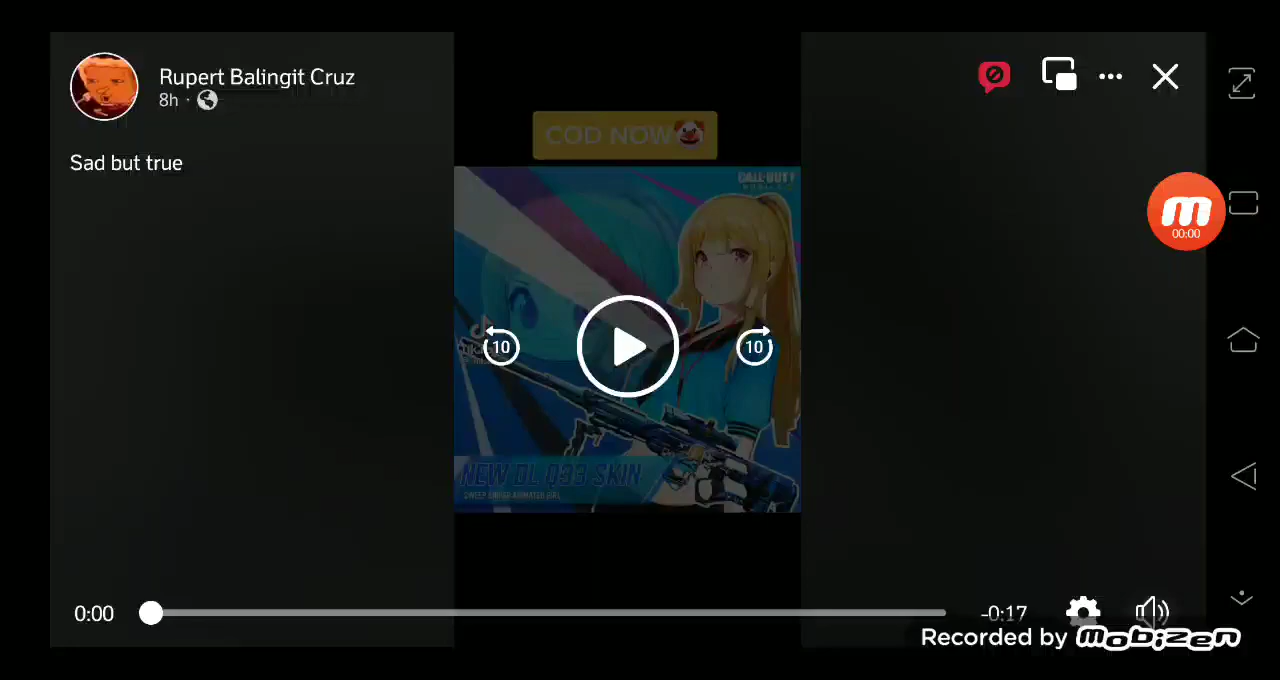 Rupert Balingit Cruz
8h ·
Sad but true
COD NOW🤡
CALL·DUTY
MOBILE
00:00
10
10
NEW DL Q33 SKIN
0:00
-0:17
Recorded by Mobizen